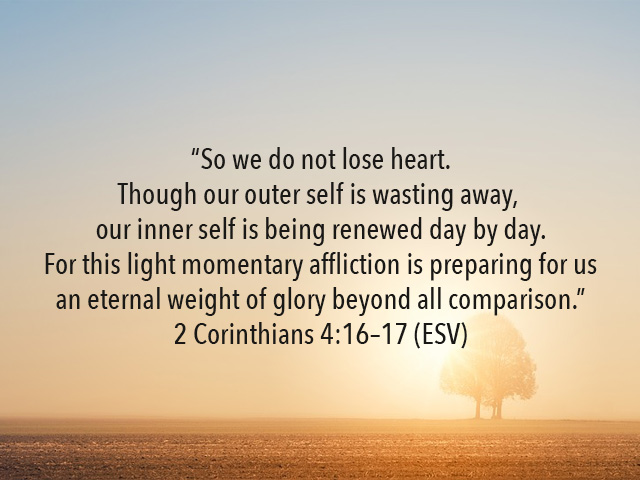 “So we do not lose heart.
Though our outer self is wasting away,
our inner self is being renewed day by day.
For this light momentary affliction is preparing for us
an eternal weight of glory beyond all comparison.”
2 Corinthians 4:16–17 (ESV)